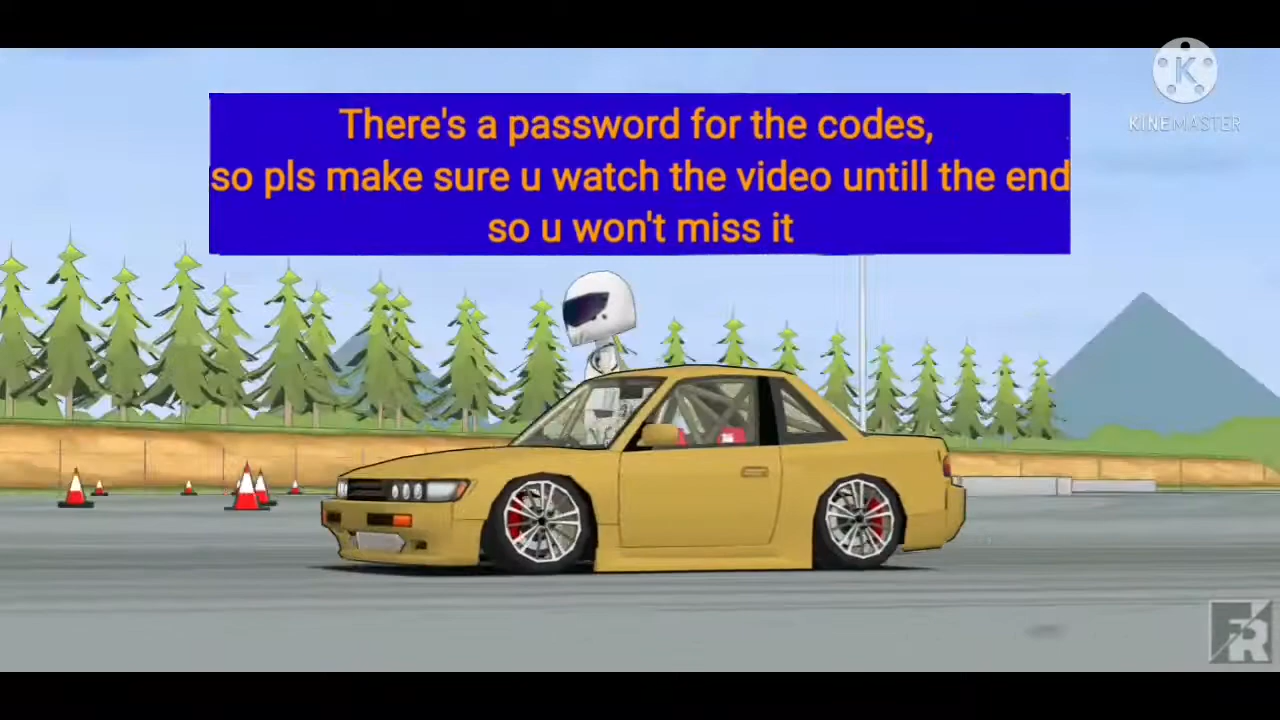 There's a password for the codes,
so pls make sure u watch the video untill the end
so u won't miss it
K
KINEMASTER
FR